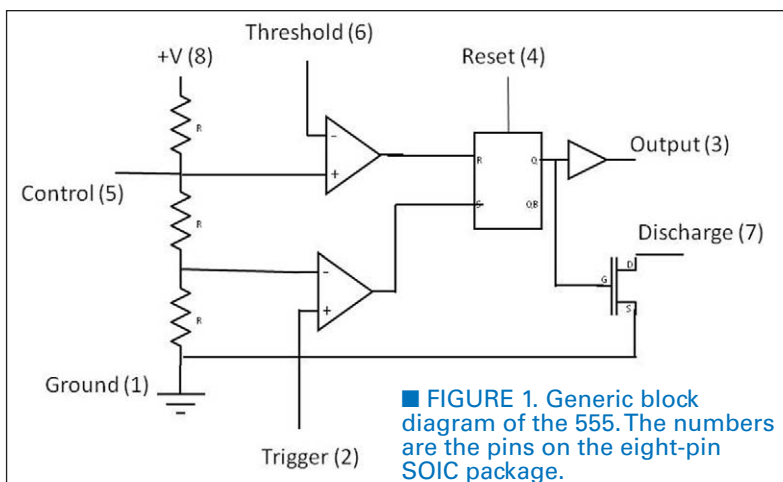 Threshold (6)
+V (8)
Reset (4)
R
-
+
R
Q
Output (3)
Control (5)
R
S
QB
Discharge (7)
-
+
D
G
S
R
Ground (1)
Trigger (2)
■ FIGURE 1. Generic block
diagram of the 555. The numbers
are the pins on the eight-pin
SOIC package.